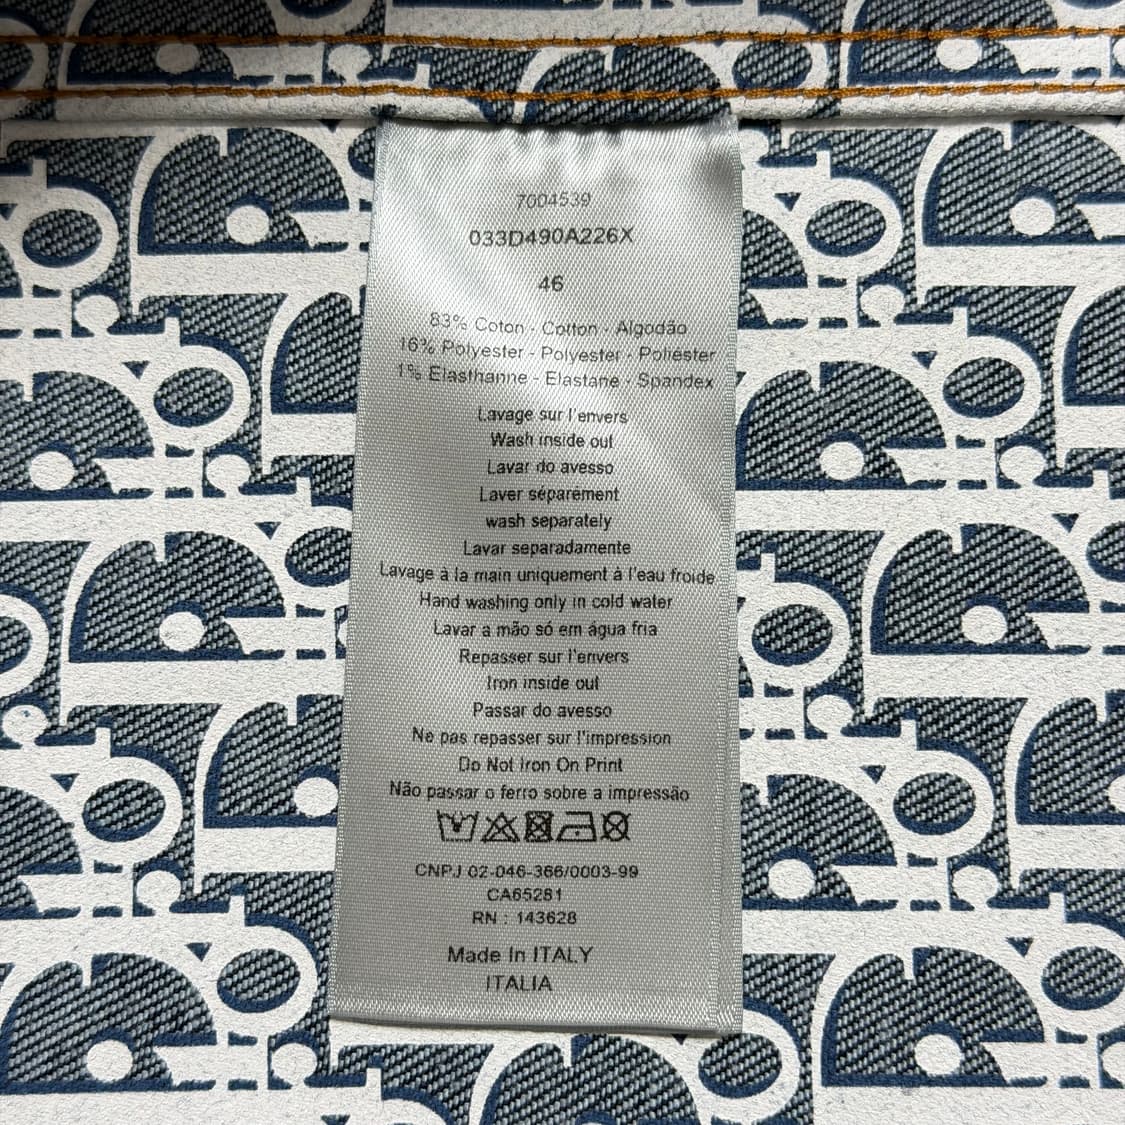 7004539
033D490A226X
46
83% Coton - Cotton - Algodão
16% Polyester - Polyester - Poliéster
1% Elasthanne - Elastane - Spandex
Lavage sur l'envers
Wash inside out
Lavar do avesso
Laver séparément
wash separately
Lavar separadamente
Lavage à la main uniquement à l'eau froide
Hand washing only in cold water
Lavar a mão só em água fria
Repasser sur l'envers
Iron inside out
Passar do avesso
Ne pas repasser sur l'impression
Do Not Iron On Print
Não passar o ferro sobre a impressão
CNPJ 02-046-366/0003-99
CA65281
RN : 143628
Made In ITALY
ITALIA